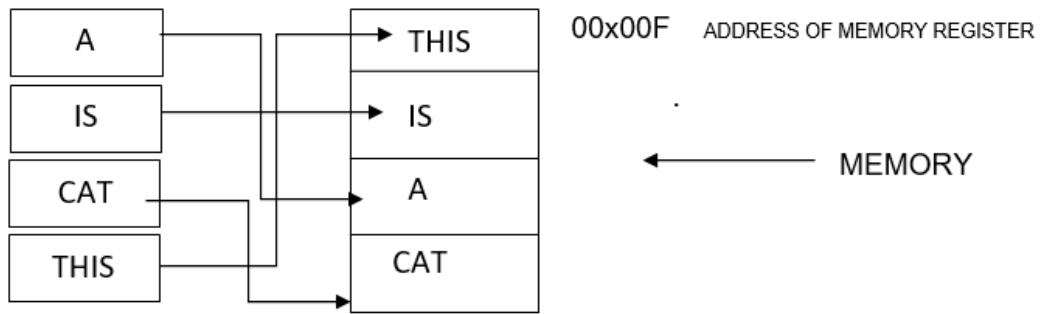 A
IS
CAT
THIS
THIS
IS
A
CAT
00x00F ADDRESS OF MEMORY REGISTER
.
MEMORY